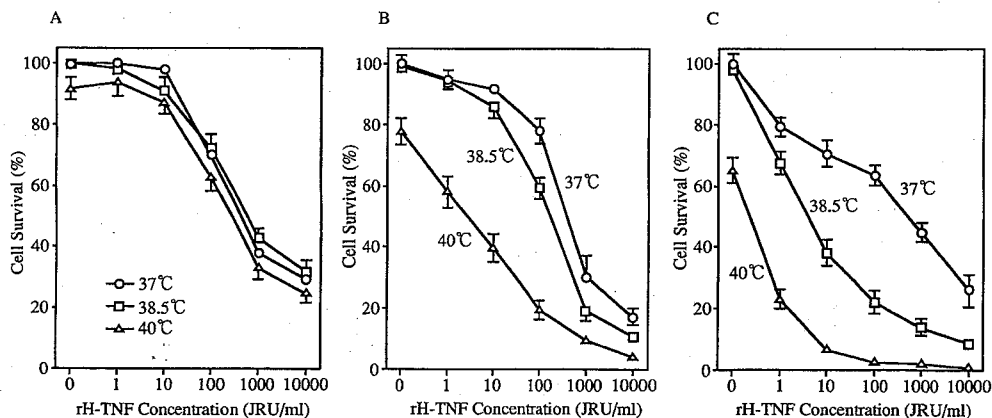 A
Cell Survival (%)
100
80
60
40
20
0
37℃
38.5℃
40℃
0 1 10 100 1000 10000
rH-TNF Concentration (JRU/ml)
B
Cell Survival (%)
100
80
60
40
20
0
38.5℃
37℃
40℃
0 1 10 100 1000 10000
rH-TNF Concentration (JRU/ml)
C
Cell Survival (%)
100
80
60
40
20
0
37℃
38.5℃
40℃
0 1 10 100 1000 10000
rH-TNF Concentration (JRU/ml)